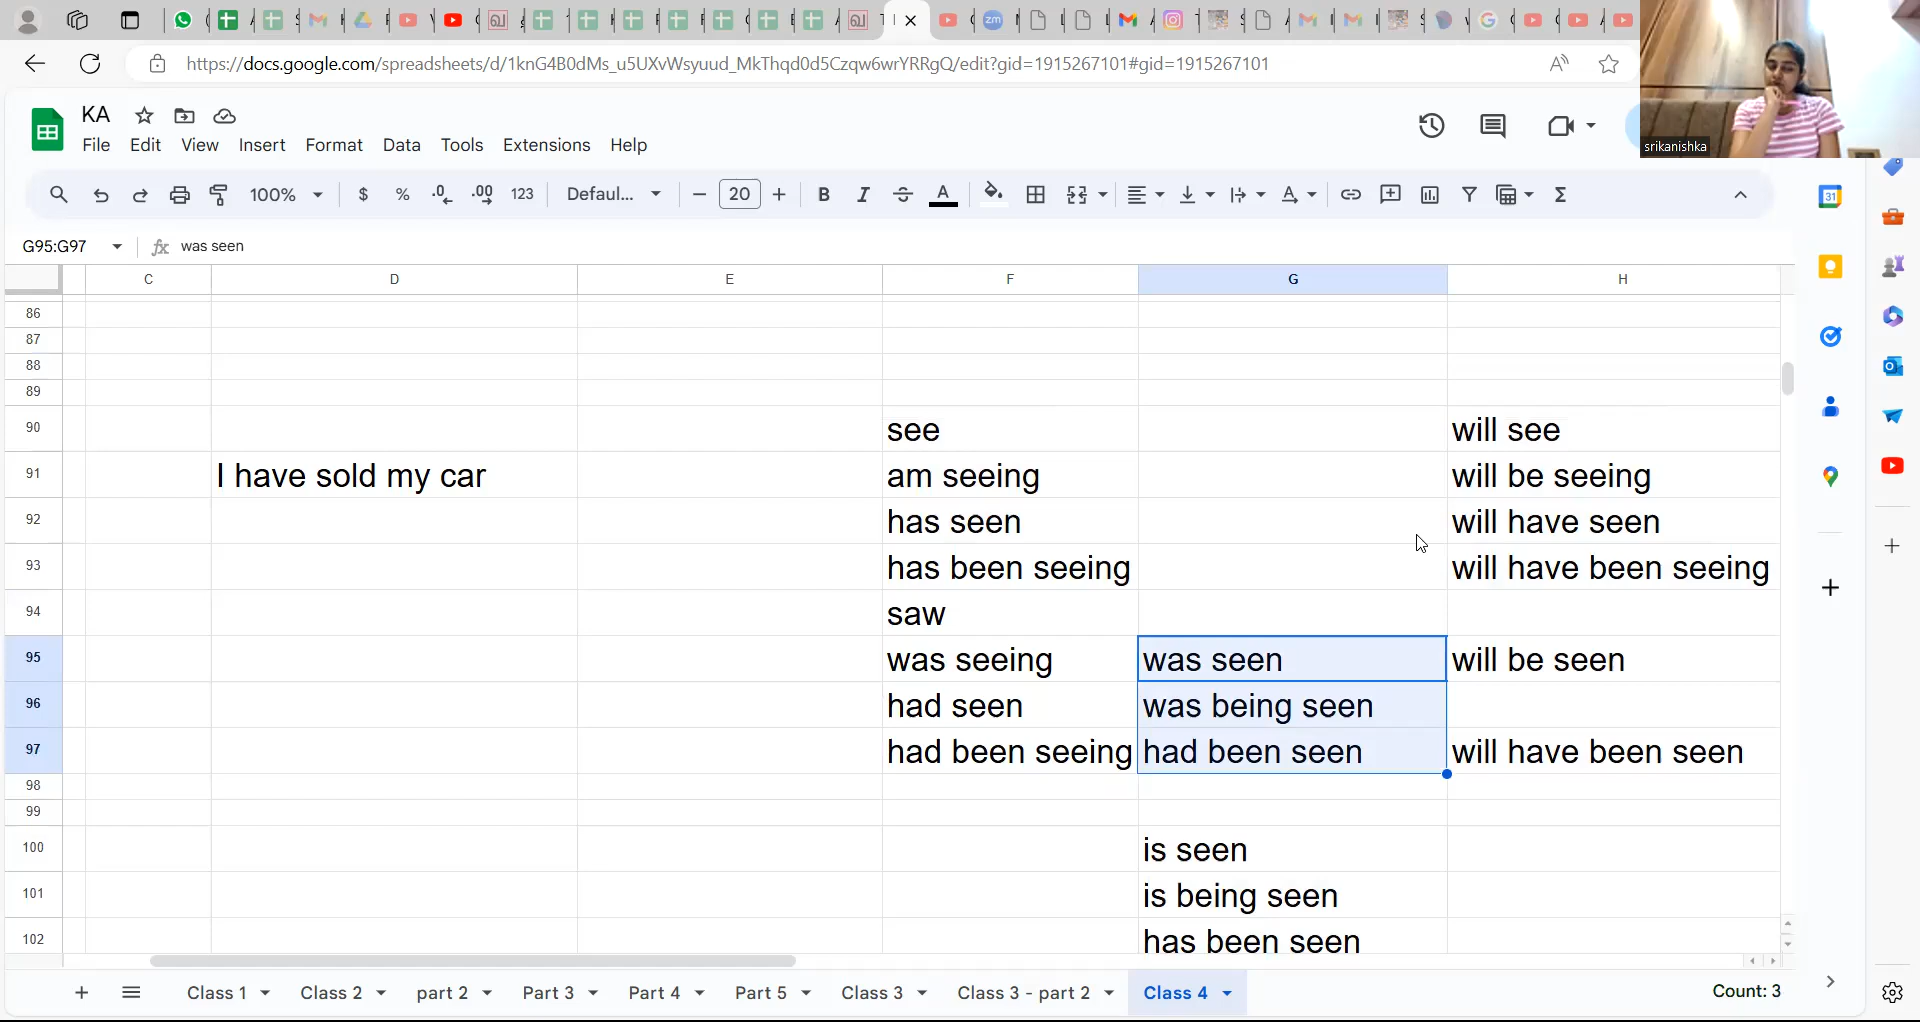 https://docs.google.com/spreadsheets/d/1knG4B0dMs_u5UXvWsyuud_MkThqd0d5Czqw6wrYRRgQ/edit?gid=1915267101#gid=1915267101
srikanishka
KA
File Edit View Insert Format Data Tools Extensions Help
100% $ % .0 .00 123 Defaul... 20 B I A
G95:G97 fx was seen
C D E F G H
86
87
88
89
90 see will see
91 I have sold my car am seeing will be seeing
92 has seen will have seen
93 has been seeing will have been seeing
94 saw
95 was seeing was seen will be seen
96 had seen was being seen
97 had been seeing had been seen will have been seen
98
99
100 is seen
101 is being seen
102 has been seen
Class 1 Class 2 part 2 Part 3 Part 4 Part 5 Class 3 Class 3 - part 2 Class 4 Count: 3